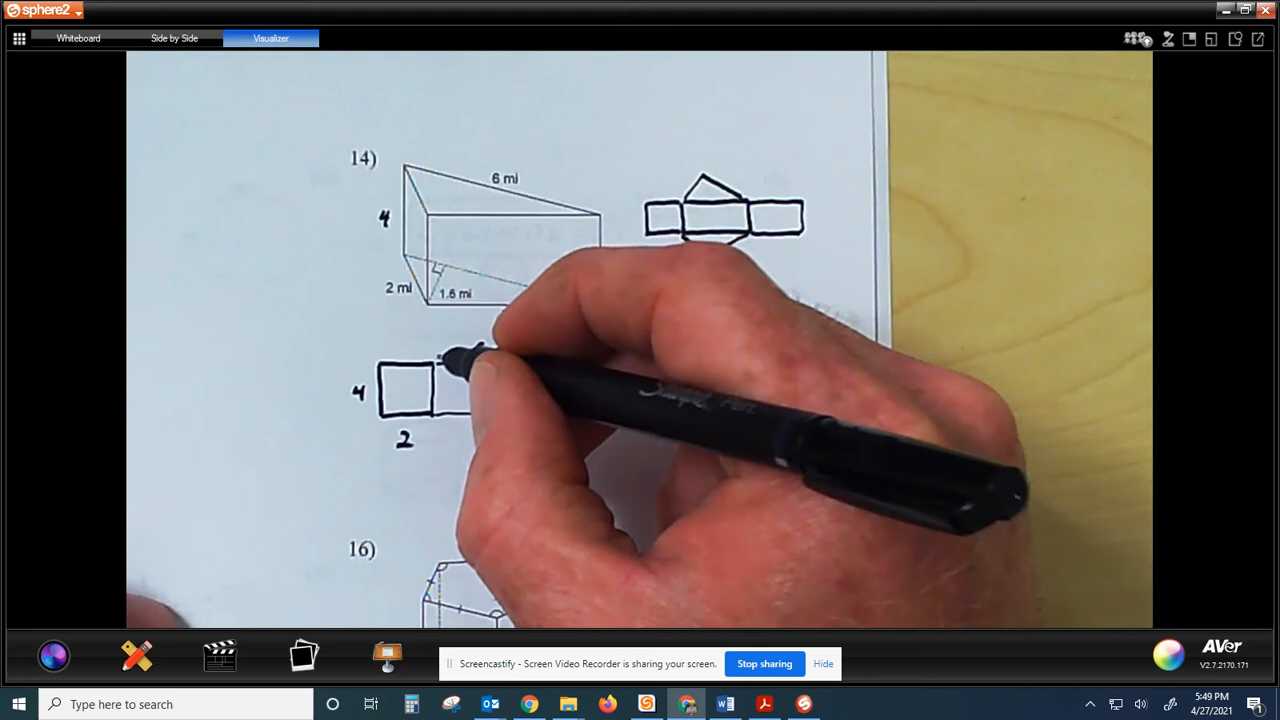 sphere2
Whiteboard
Side by Side
Visualizer
14)
6 mi
4
2 mi
1.6 mi
4
2
16)
Screencastify - Screen Video Recorder is sharing your screen.
Stop sharing
Hide
AVer
V2.7.2170.171
Type here to search
5:49 PM
4/27/2021